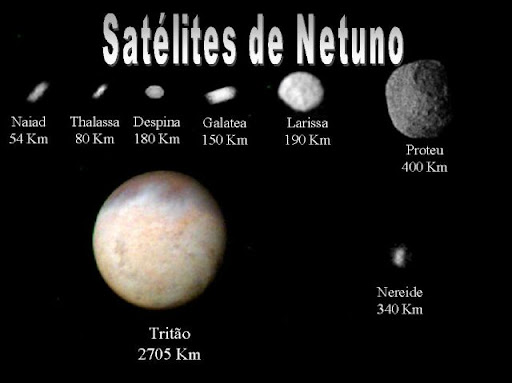 Satélites de Netuno
Naiad
54 Km
Thalassa
80 Km
Despina
180 Km
Galatea
150 Km
Larissa
190 Km
Proteu
400 Km
Tritão
2705 Km
Nereide
340 Km